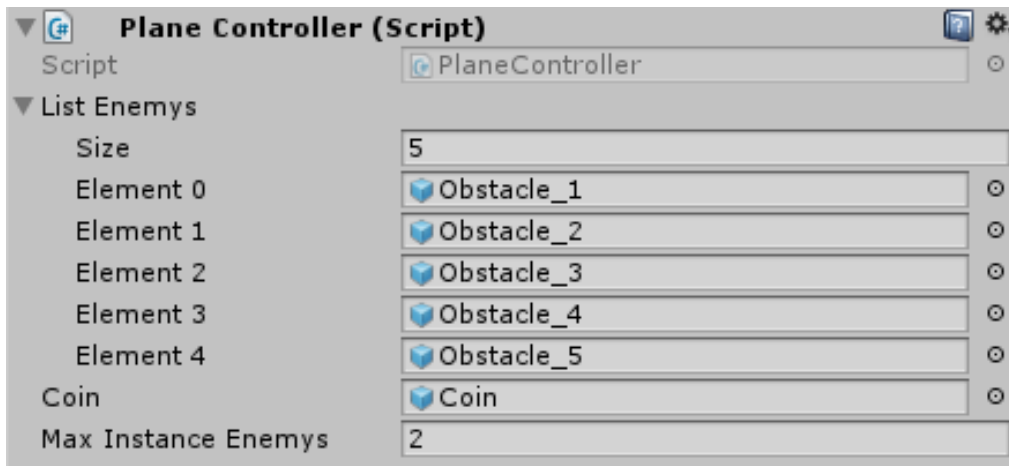 Plane Controller (Script)
Script PlaneController
List Enemys
Size 5
Element 0 Obstacle_1
Element 1 Obstacle_2
Element 2 Obstacle_3
Element 3 Obstacle_4
Element 4 Obstacle_5
Coin Coin
Max Instance Enemys 2